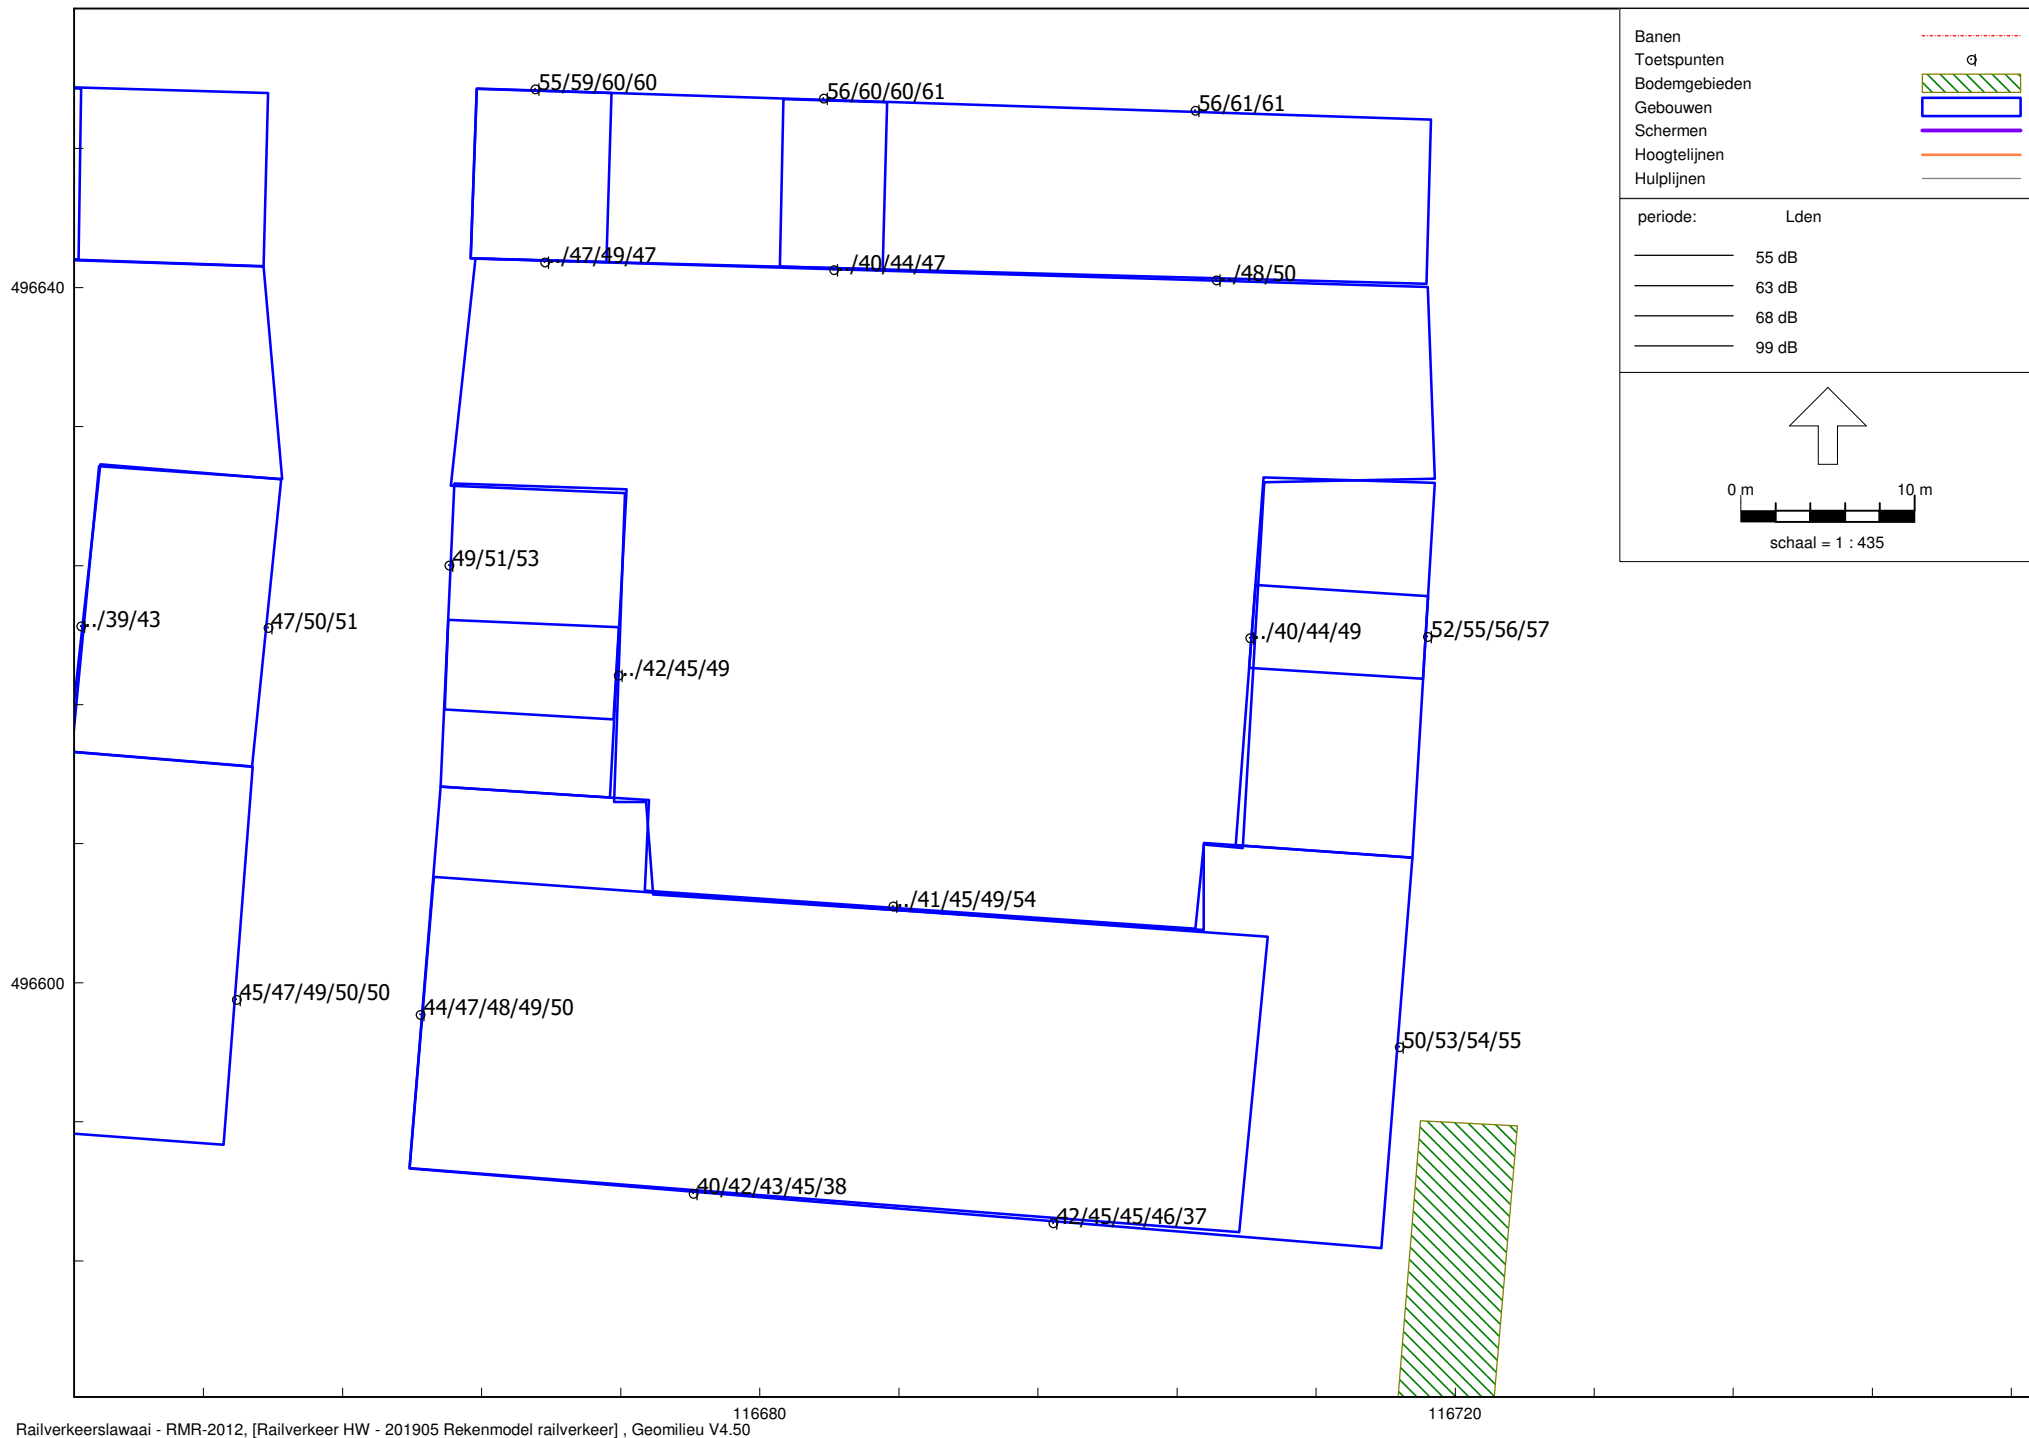 55/59/60/60
56/60/60/61
56/61/61
../47/49/47
../40/44/47
../48/50
496640
49/51/53
../39/43
47/50/51
../42/45/49
../40/44/49
52/55/56/57
../41/45/49/54
496600
45/47/49/50/50
44/47/48/49/50
50/53/54/55
40/42/43/45/38
42/45/45/46/37
116680
116720
Banen
Toetspunten
Bodemgebieden
Gebouwen
Schermen
Hoogtelijnen
Hulplijnen
periode: Lden
55 dB
63 dB
68 dB
99 dB
0 m 10 m
schaal = 1 : 435
Railverkeerslawaai - RMR-2012, [Railverkeer HW - 201905 Rekenmodel railverkeer] , Geomilieu V4.50